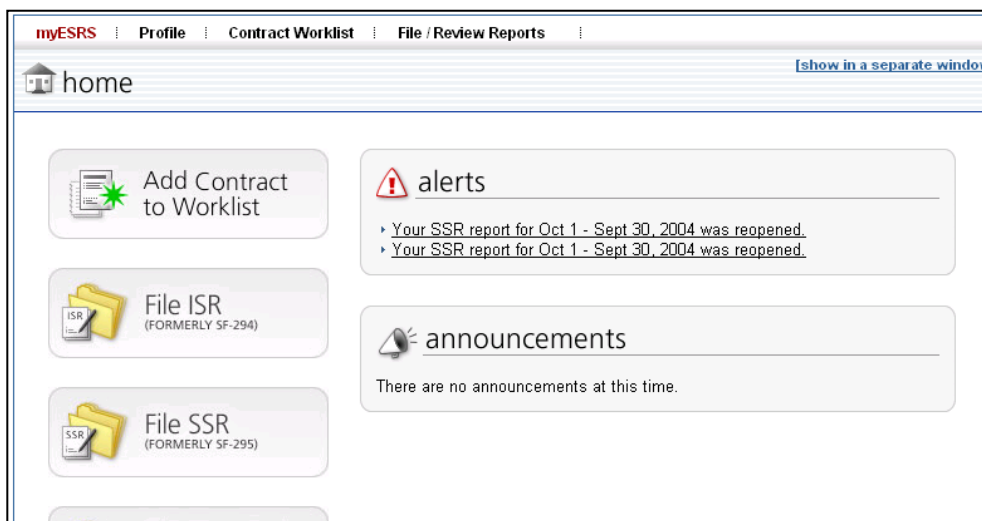 myESRS Profile Contract Worklist File / Review Reports
[show in a separate windo
home
Add Contract
to Worklist
alerts
Your SSR report for Oct 1 - Sept 30, 2004 was reopened.
Your SSR report for Oct 1 - Sept 30, 2004 was reopened.
ISR
File ISR
(FORMERLY SF-294)
announcements
There are no announcements at this time.
SSR
File SSR
(FORMERLY SF-295)